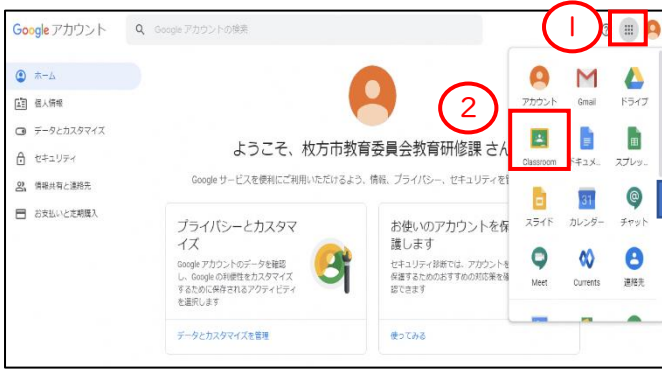 Google アカウント
Google アカウントの検索
1
ホーム
個人情報
データとカスタマイズ
セキュリティ
情報共有と連絡先
お支払いと定期購入
2
ようこそ、枚方市教育委員会教育研修課 さん
Google サービスを便利にご利用いただけるよう、情報、プライバシー、セキュリティを
プライバシーとカスタマ
イズ
Google アカウントのデータを確認
し、Google の利便性をカスタマイズ
するために保存されるアクティビティ
を選択します
データとカスタマイズを管理
お使いのアカウントを保
護します
セキュリティ診断では、アカウントを
保護するためのおすすめの対応策を確
認できます
使ってみる
アカウント
Gmail
ドライブ
Classroom
ドキュメ...
スプレッ...
スライド
31
カレンダー
チャット
Meet
Currents
連絡先